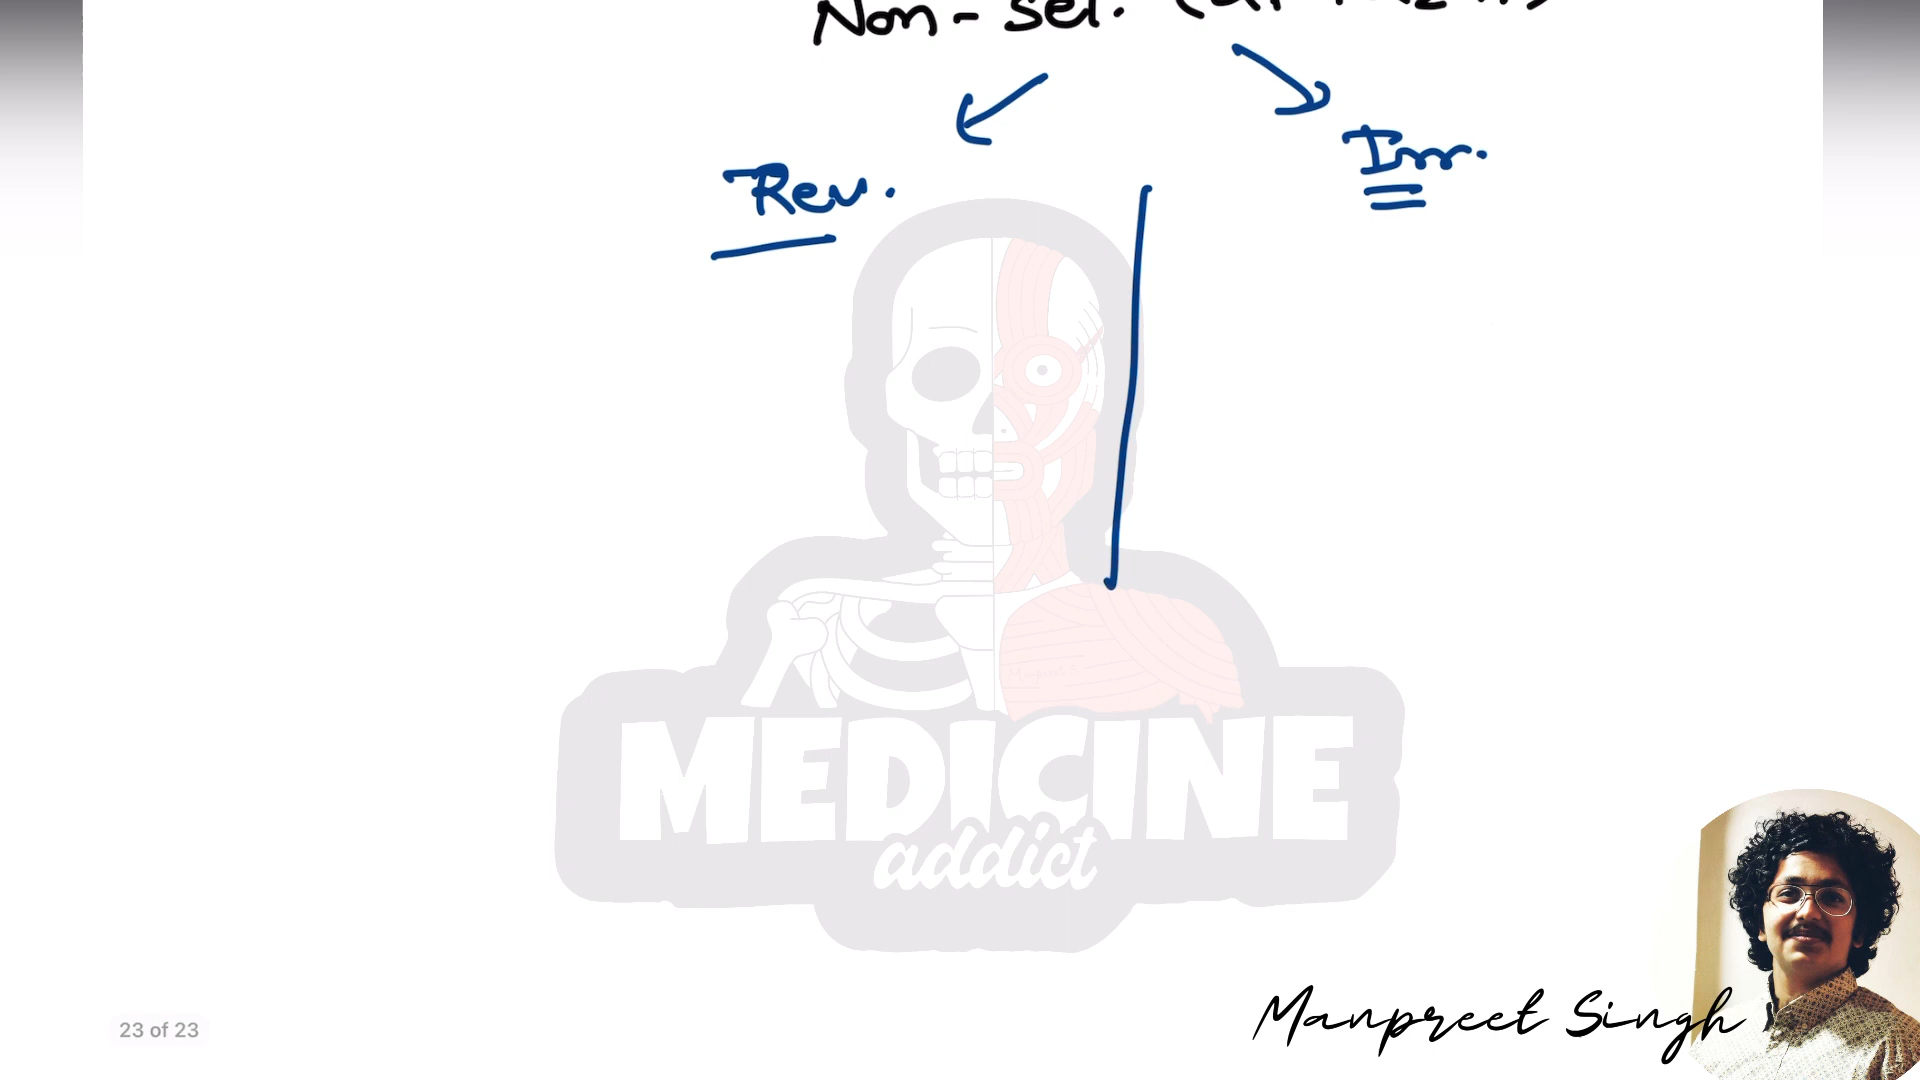 Non-Sel.
Rev.
Irr.
MEDICINE
addict
Manpreet Singh
23 of 23